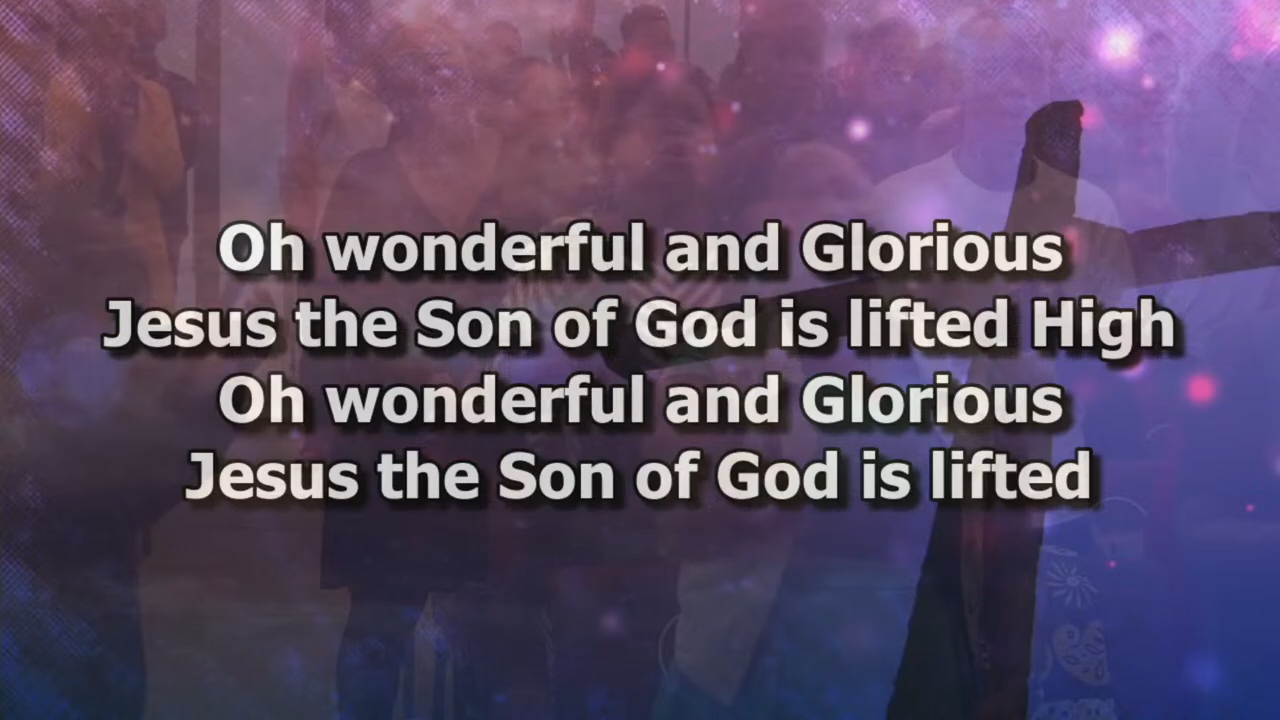 Oh wonderful and Glorious
Jesus the Son of God is lifted High
Oh wonderful and Glorious
Jesus the Son of God is lifted